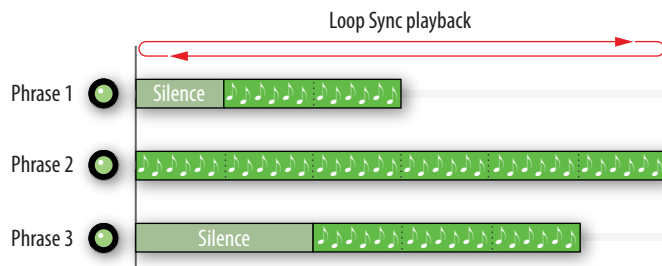 Loop Sync playback
Phrase 1
Silence
Phrase 2
Phrase 3
Silence